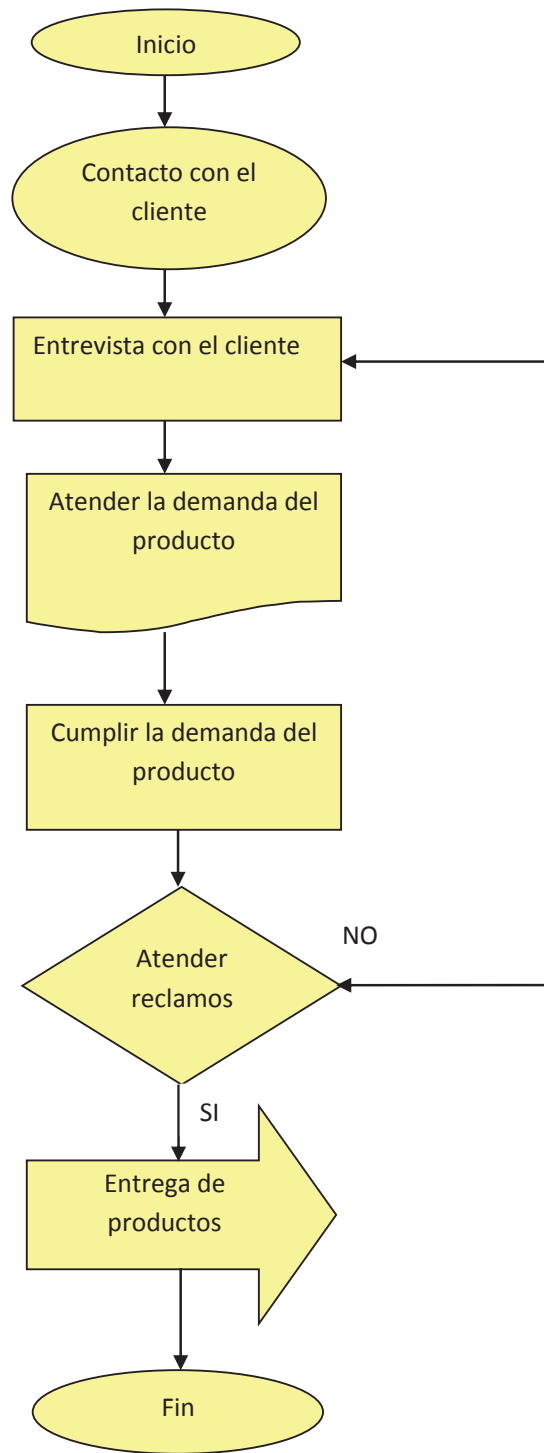 Inicio
Contacto con el
cliente
Entrevista con el cliente
Atender la demanda del
producto
Cumplir la demanda del
producto
Atender
reclamos
NO
SI
Entrega de
productos
Fin